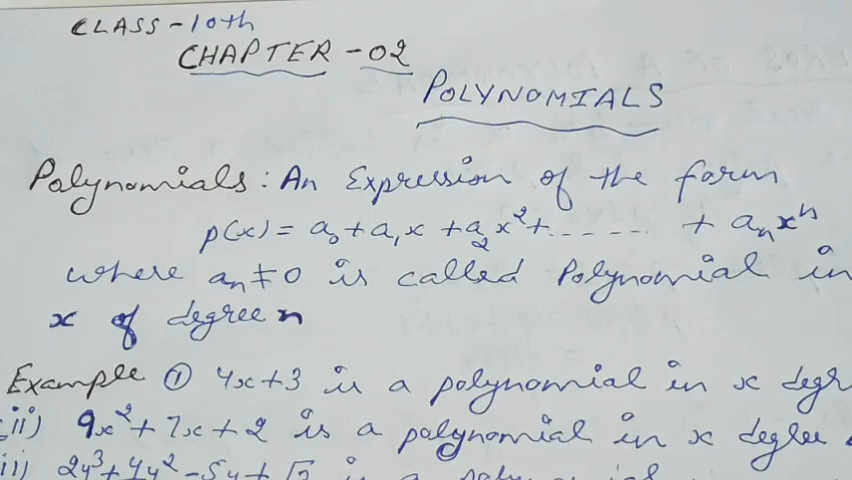 CLASS-10th
CHAPTER-02
POLYNOMIALS
Polynomials: An Expression of the form
p(x) = a₀ + a₁x + a₂x² + ...... + aₙxⁿ
where aₙ ≠ 0 is called Polynomial in
x of degree n
Example ① 4x+3 is a polynomial in x degr
ii) 9x² + 7x + 2 is a polynomial in x degree
2y³ + 4y² - 5y + √2 is a